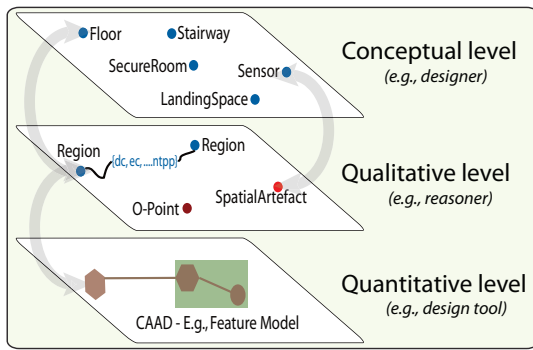 Floor
Stairway
SecureRoom
Sensor
LandingSpace
Conceptual level
(e.g., designer)
Region
{dc, ec, ....ntpp}
Region
SpatialArtefact
O-Point
Qualitative level
(e.g., reasoner)
CAAD - E.g., Feature Model
Quantitative level
(e.g., design tool)